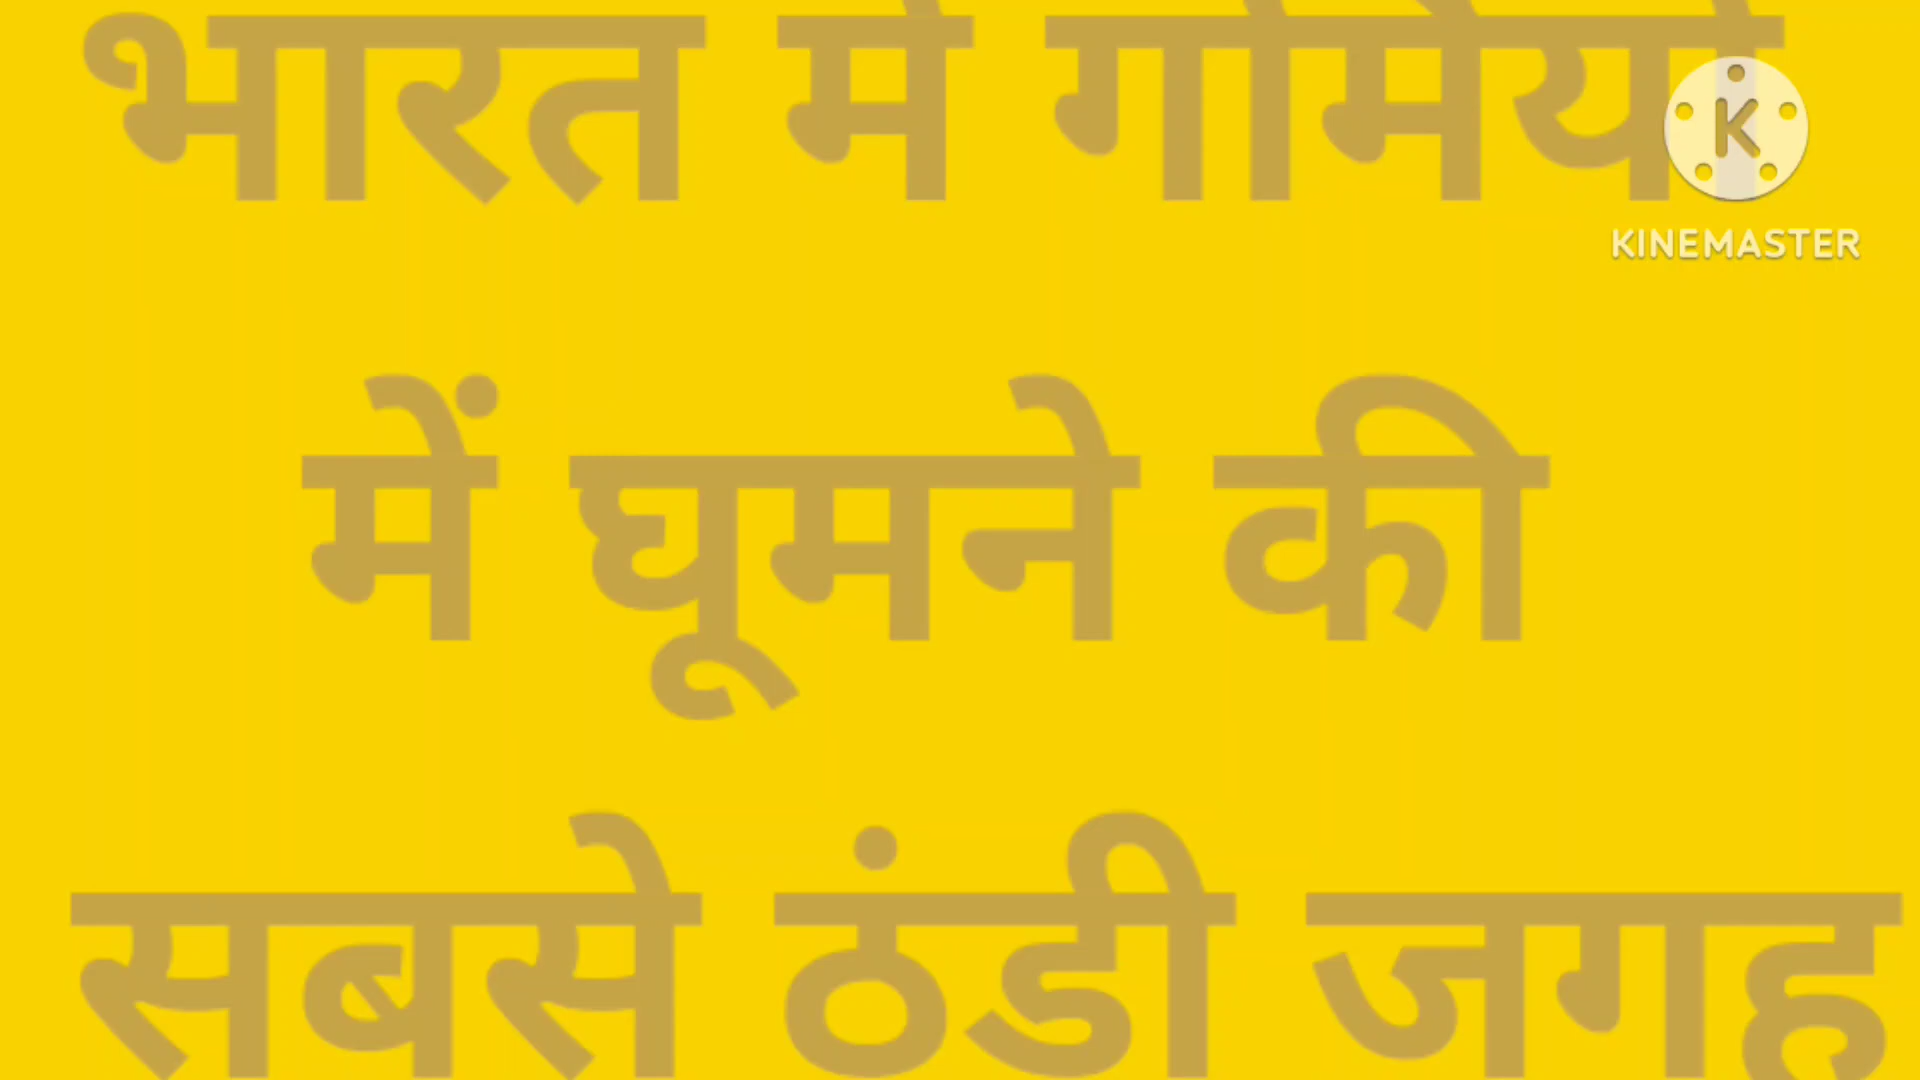 भारत में गर्मियों
KINEMASTER
में घूमने की
सबसे ठंडी जगह